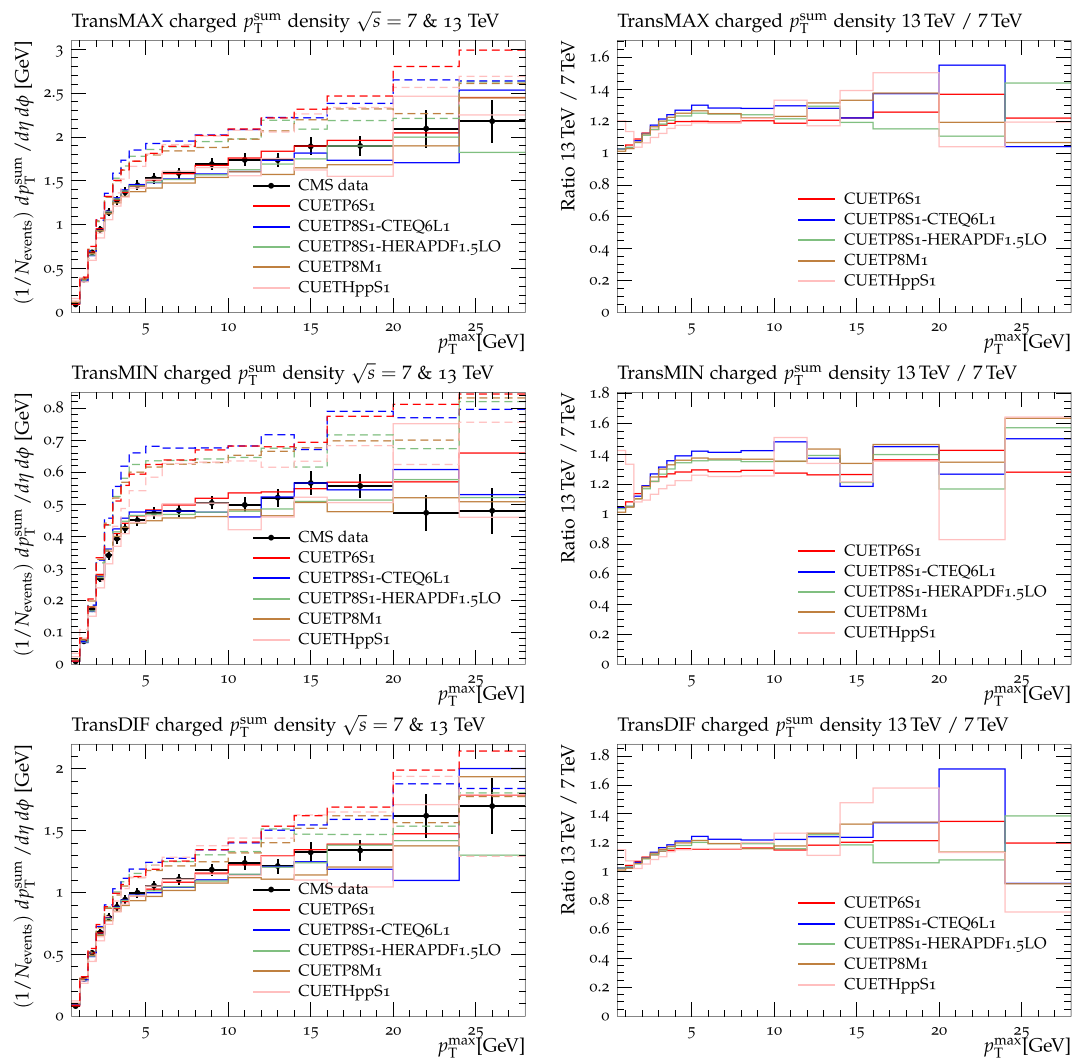 TransMAX charged p_T^sum density √s = 7 & 13 TeV
(1/N_events) dp_T^sum/dη dϕ [GeV]
3
2.5
2
1.5
1
0.5
0
CMS data
CUETP6S1
CUETP8S1-CTEQ6L1
CUETP8S1-HERAPDF1.5LO
CUETP8M1
CUETHppS1
5 10 15 20 25
p_T^max[GeV]
TransMAX charged p_T^sum density 13 TeV / 7 TeV
Ratio 13 TeV / 7 TeV
1.6
1.4
1.2
1
0.8
0.6
0.4
0.2
0
CUETP6S1
CUETP8S1-CTEQ6L1
CUETP8S1-HERAPDF1.5LO
CUETP8M1
CUETHppS1
5 10 15 20 25
p_T^max[GeV]
TransMIN charged p_T^sum density √s = 7 & 13 TeV
(1/N_events) dp_T^sum/dη dϕ [GeV]
0.8
0.7
0.6
0.5
0.4
0.3
0.2
0.1
0
CMS data
CUETP6S1
CUETP8S1-CTEQ6L1
CUETP8S1-HERAPDF1.5LO
CUETP8M1
CUETHppS1
5 10 15 20 25
p_T^max[GeV]
TransMIN charged p_T^sum density 13 TeV / 7 TeV
Ratio 13 TeV / 7 TeV
1.8
1.6
1.4
1.2
1
0.8
0.6
0.4
0.2
0
CUETP6S1
CUETP8S1-CTEQ6L1
CUETP8S1-HERAPDF1.5LO
CUETP8M1
CUETHppS1
5 10 15 20 25
p_T^max[GeV]
TransDIF charged p_T^sum density √s = 7 & 13 TeV
(1/N_events) dp_T^sum/dη dϕ [GeV]
2
1.5
1
0.5
0
CMS data
CUETP6S1
CUETP8S1-CTEQ6L1
CUETP8S1-HERAPDF1.5LO
CUETP8M1
CUETHppS1
5 10 15 20 25
p_T^max[GeV]
TransDIF charged p_T^sum density 13 TeV / 7 TeV
Ratio 13 TeV / 7 TeV
1.8
1.6
1.4
1.2
1
0.8
0.6
0.4
0.2
0
CUETP6S1
CUETP8S1-CTEQ6L1
CUETP8S1-HERAPDF1.5LO
CUETP8M1
CUETHppS1
5 10 15 20 25
p_T^max[GeV]